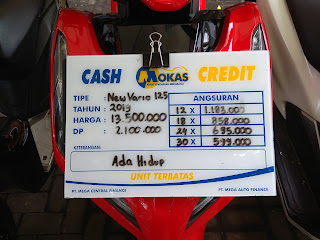 CASH MOKAS CREDIT
TIPE : New Vario 125
TAHUN : 2013
HARGA : 13.500.000
DP : 2.100.000
ANGSURAN
12 X 1.183.000
18 X 858.000
24 X 695.000
30 X 599.000
KETERANGAN:
Ada Hidup
UNIT TERBATAS
PT. MEGA CENTRAL FINANCE
PT. MEGA AUTO FINANCE